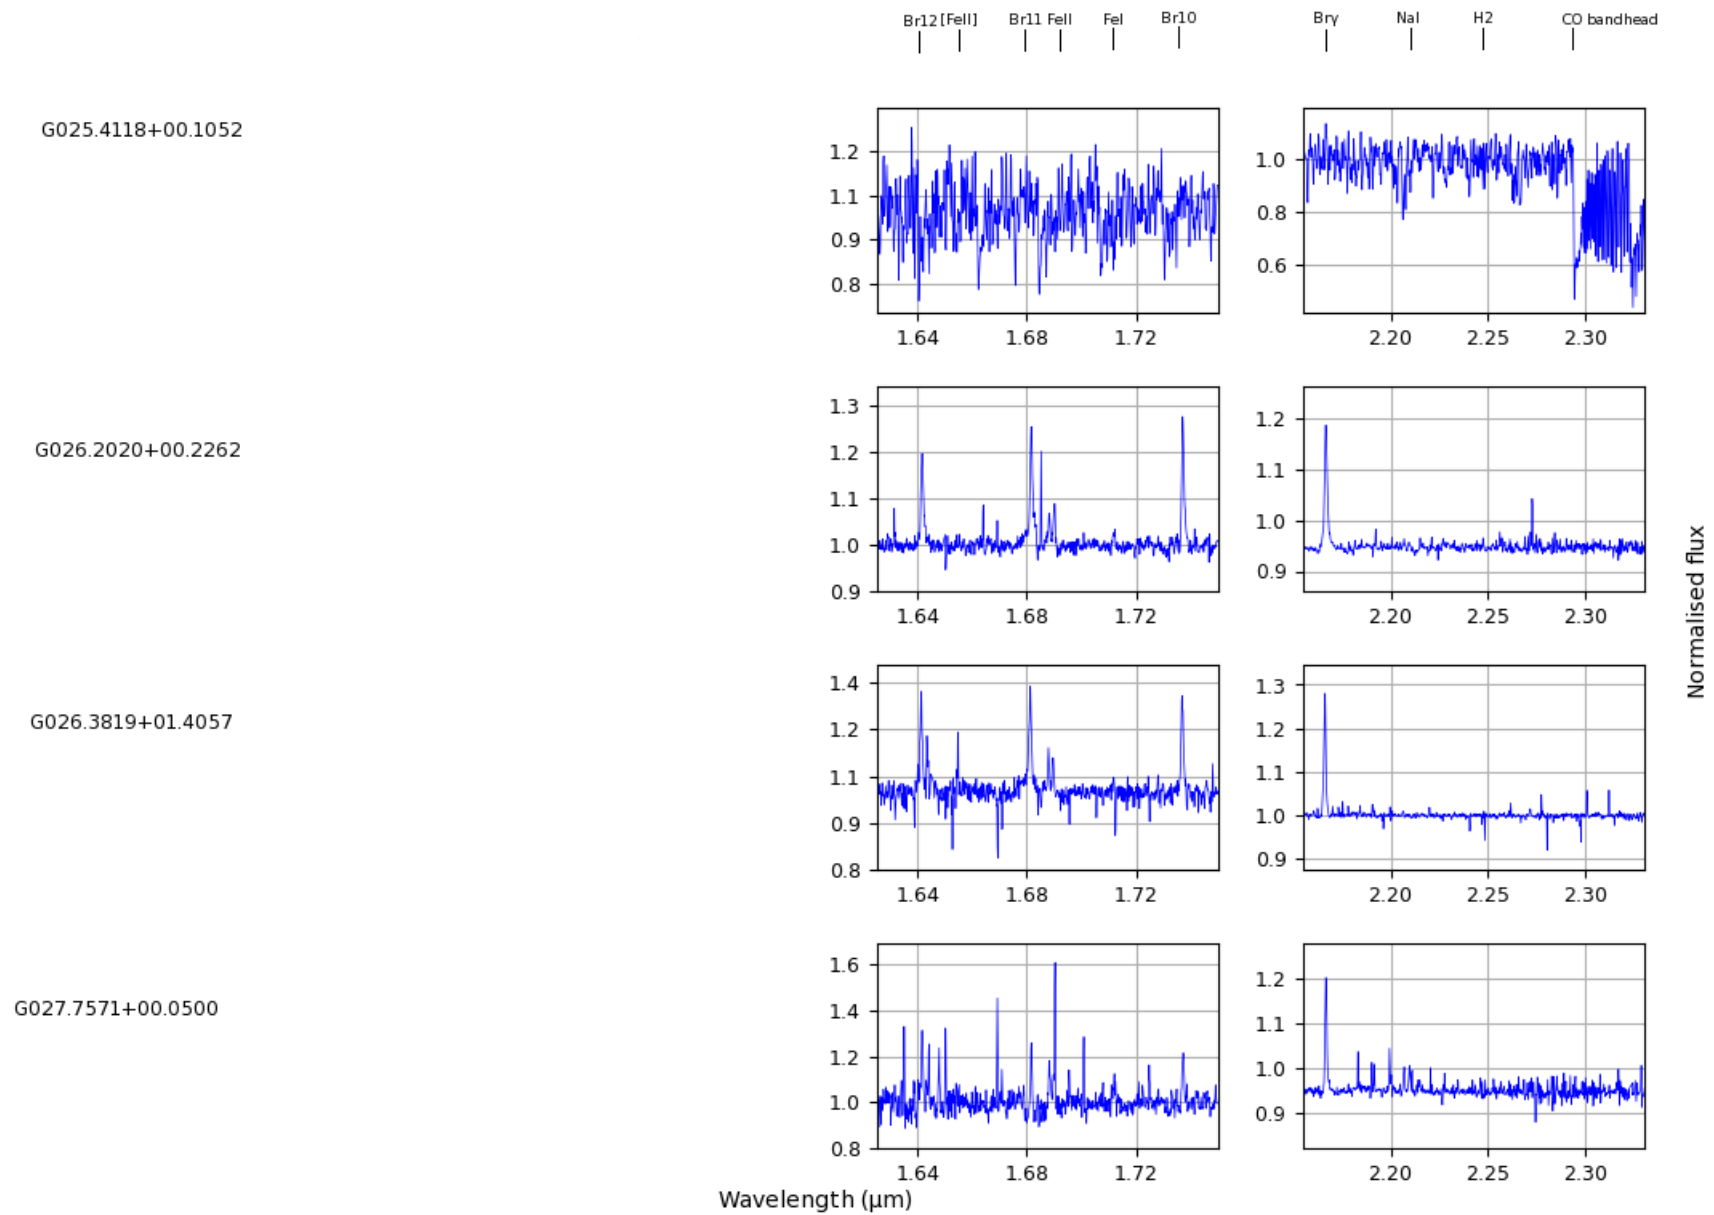 Br12 [FeII] Br11 FeII FeI Br10 Brγ NaI H2 CO bandhead
G025.4118+00.1052
1.2
1.1
0.9
0.8
1.64 1.68 1.72
1.0
0.8
0.6
2.20 2.25 2.30
G026.2020+00.2262
1.3
1.2
1.1
1.0
0.9
1.64 1.68 1.72
1.2
1.1
1.0
0.9
2.20 2.25 2.30
G026.3819+01.4057
1.4
1.2
1.1
0.9
0.8
1.64 1.68 1.72
1.3
1.2
1.1
1.0
0.9
2.20 2.25 2.30
G027.7571+00.0500
1.6
1.4
1.2
1.0
0.8
1.64 1.68 1.72
1.2
1.1
1.0
0.9
2.20 2.25 2.30
Wavelength (μm)
Normalised flux